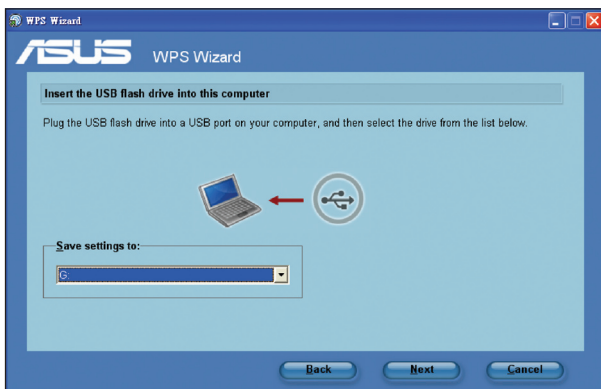 WPS Wizard
ASUS WPS Wizard
Insert the USB flash drive into this computer
Plug the USB flash drive into a USB port on your computer, and then select the drive from the list below.
Save settings to:
G:
Back Next Cancel